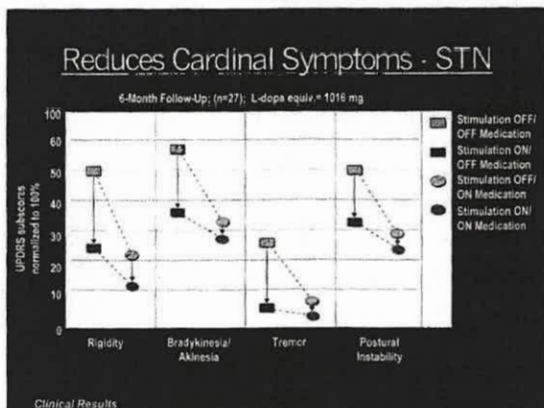 Reduces Cardinal Symptoms - STN
6-Month Follow-Up; (n=27); L-dopa equiv.= 1016 mg
UPDRS subscores
normalized to 100%
100
60
40
30
20
10
0
Rigidity
Bradykinesia/
Akinesia
Tremor
Postural
Instability
Stimulation OFF/
OFF Medication
Stimulation ON/
OFF Medication
Stimulation OFF/
ON Medication
Stimulation ON/
ON Medication
Clinical Results